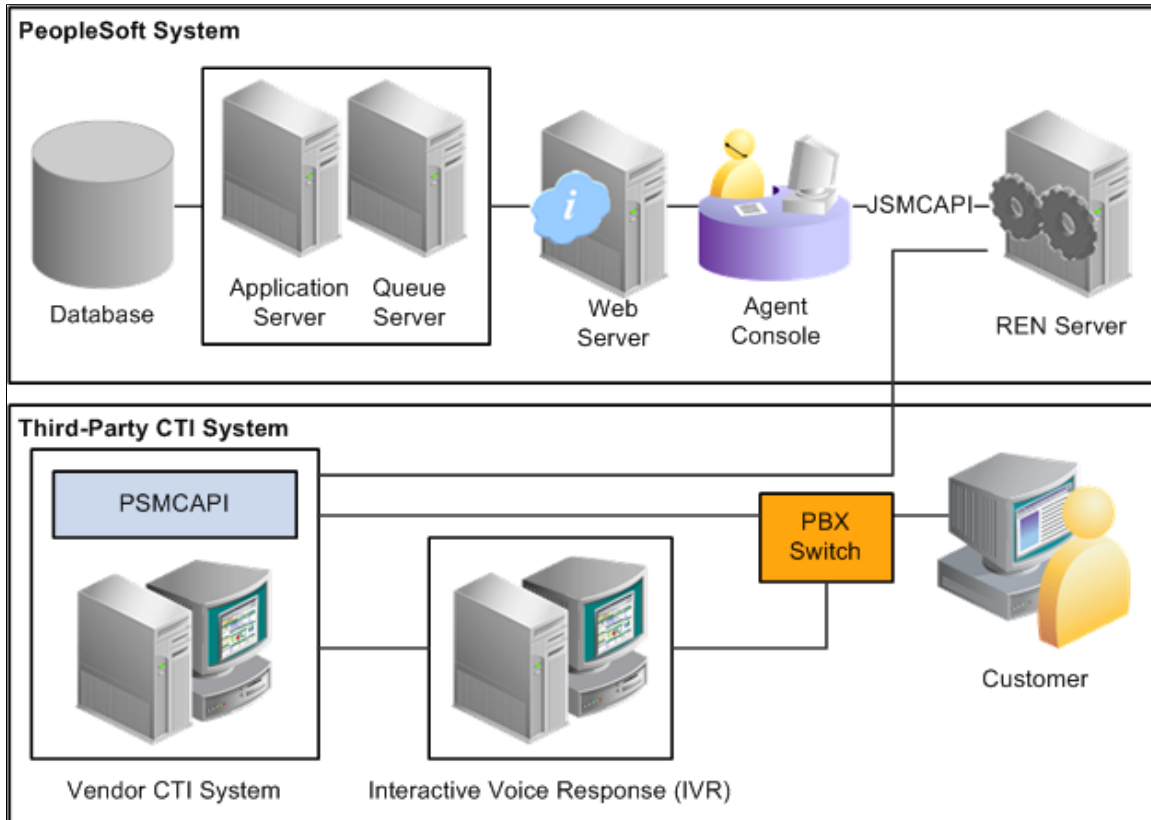 PeopleSoft System
Database
Application
Server
Queue
Server
Web
Server
Agent
Console
JSMCAPI
REN Server
Third-Party CTI System
PSMCAPI
Vendor CTI System
Interactive Voice Response (IVR)
PBX
Switch
Customer